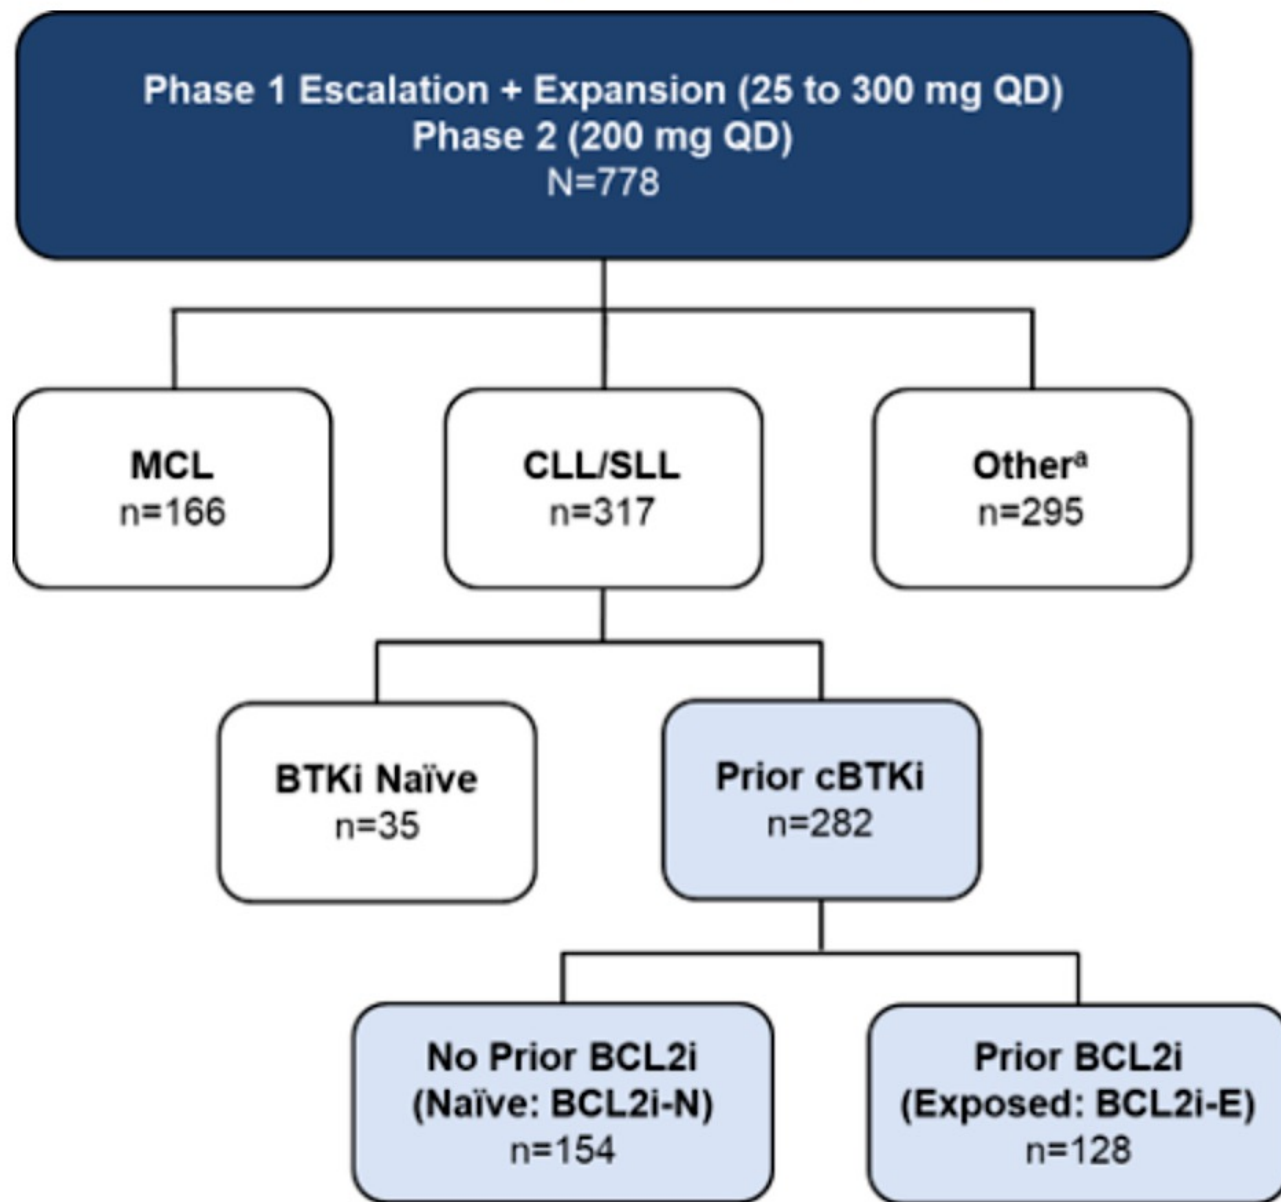 Phase 1 Escalation + Expansion (25 to 300 mg QD)
Phase 2 (200 mg QD)
N=778
MCL
n=166
CLL/SLL
n=317
Otherᵃ
n=295
BTKi Naïve
n=35
Prior cBTKi
n=282
No Prior BCL2i
(Naïve: BCL2i-N)
n=154
Prior BCL2i
(Exposed: BCL2i-E)
n=128